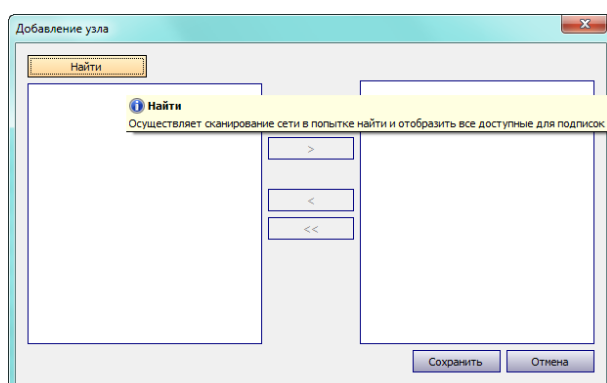 Добавление узла
Найти
Найти
Осуществляет сканирование сети в попытке найти и отобразить все доступные для подписок
>
<
<<
Сохранить
Отмена